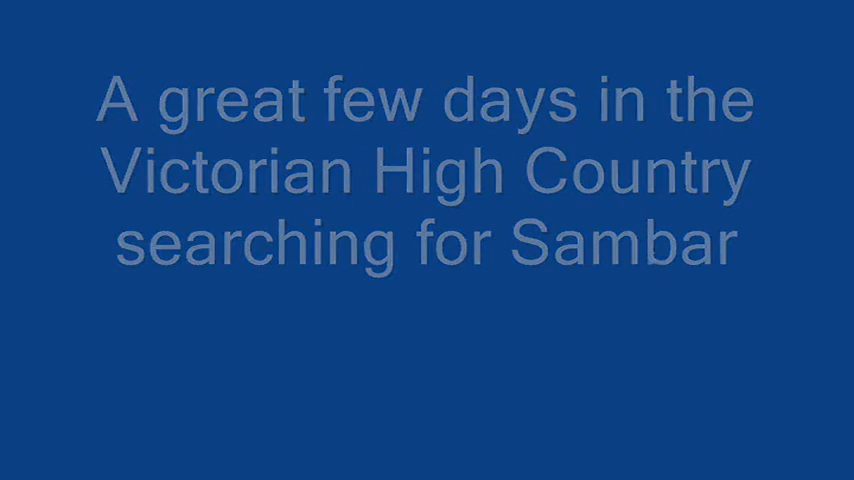 A great few days in the
Victorian High Country
searching for Sambar